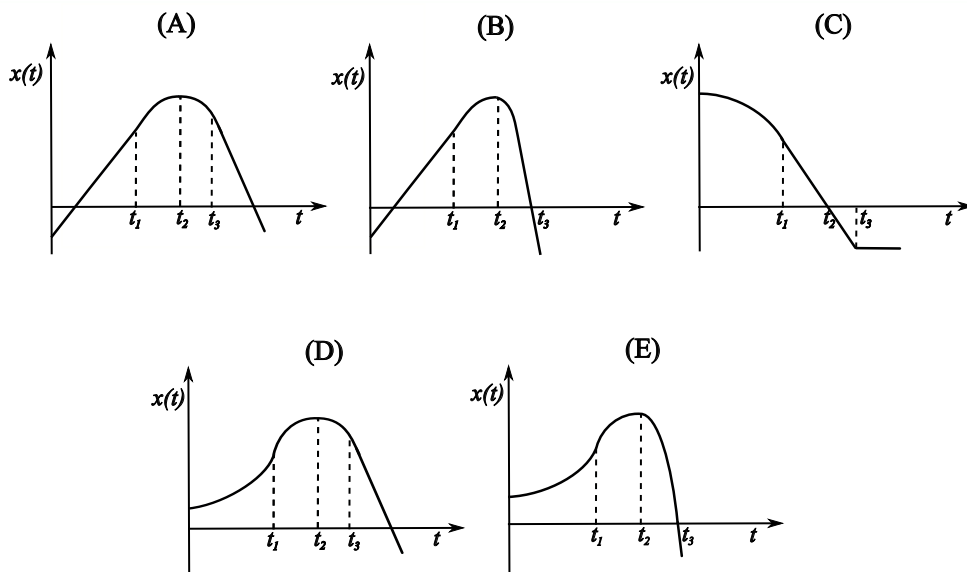 (A)
(B)
(C)
x(t)
x(t)
x(t)
t₁ t₂ t₃ t
t₁ t₂ t₃ t
t₁ t₂ t₃ t
(D)
(E)
x(t)
x(t)
t₁ t₂ t₃ t
t₁ t₂ t₃ t